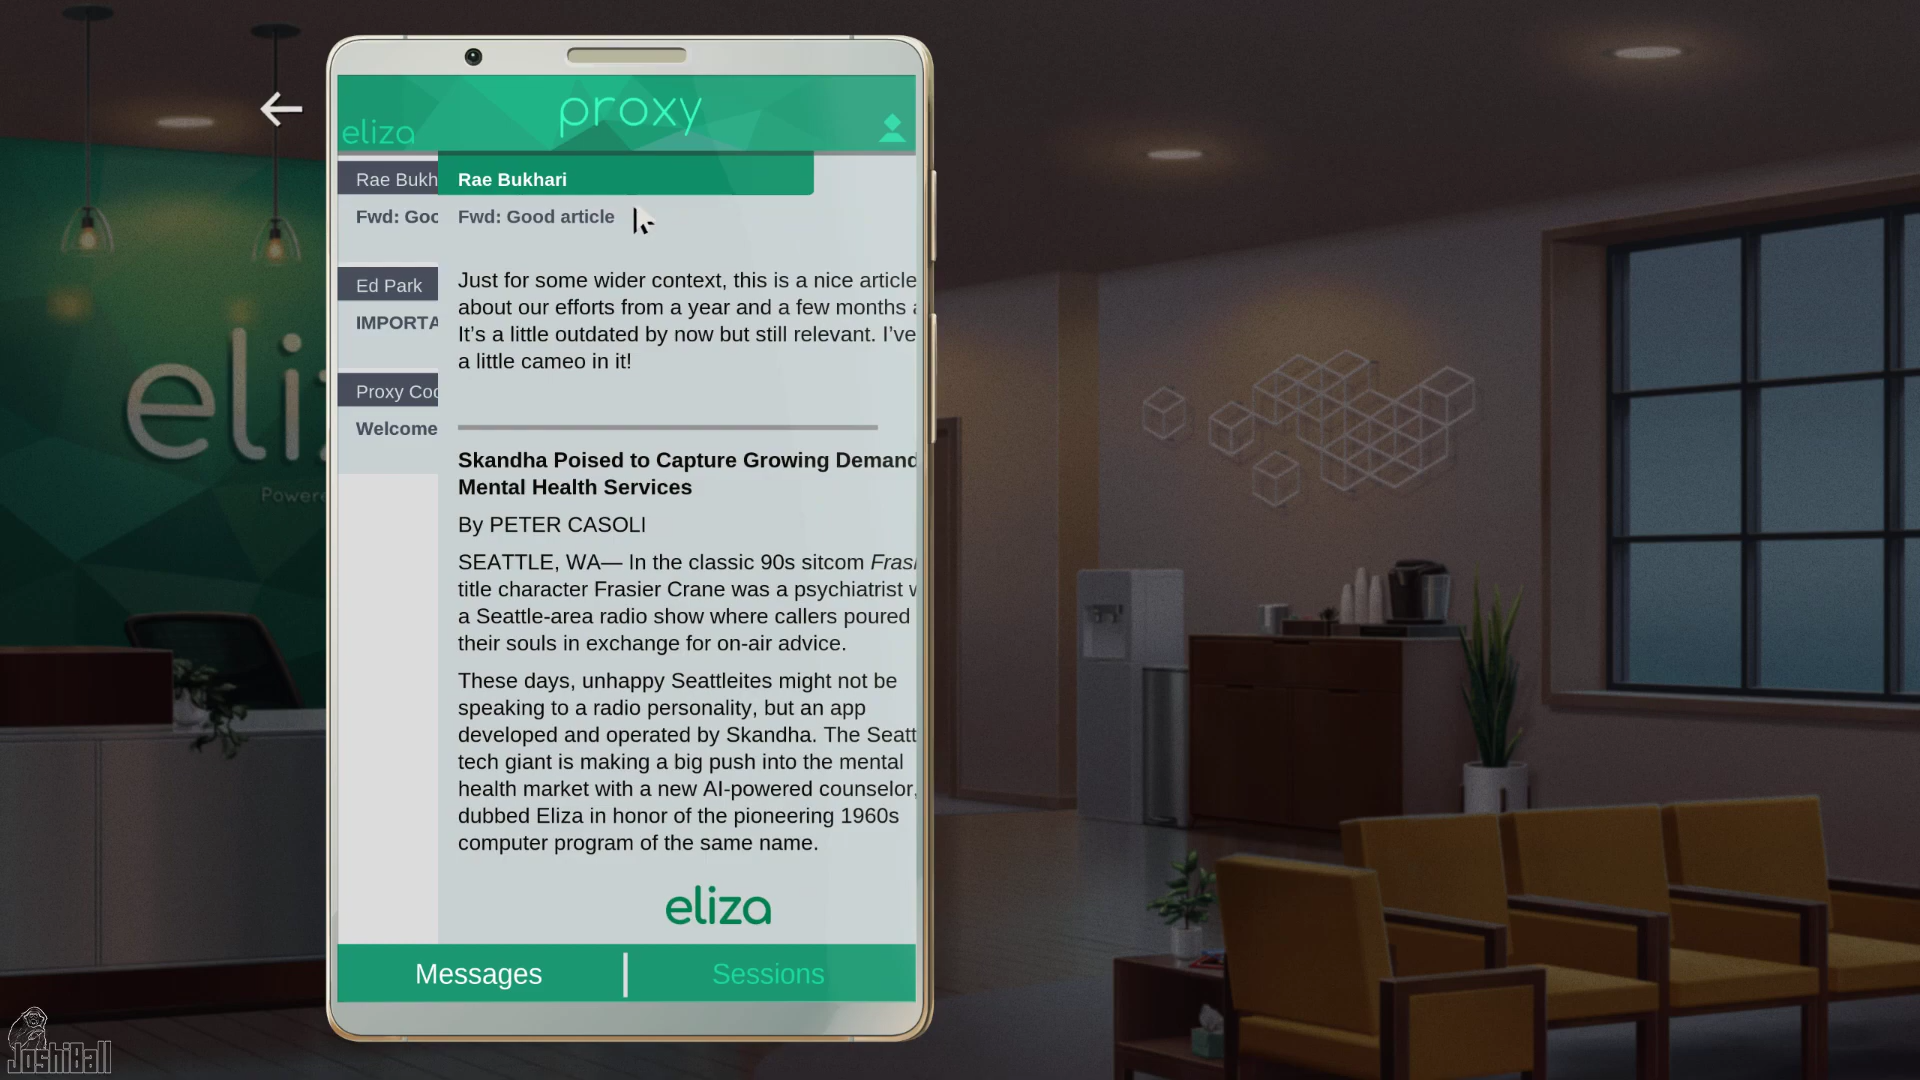 proxy
eliza
Rae Bukh
Rae Bukhari
Fwd: Goo
Fwd: Good article
Ed Park
IMPORTA
Proxy Coo
Welcome
Just for some wider context, this is a nice article
about our efforts from a year and a few months
It's a little outdated by now but still relevant. I've
a little cameo in it!
Skandha Poised to Capture Growing Demand
Mental Health Services
By PETER CASOLI
SEATTLE, WA— In the classic 90s sitcom Frasi
title character Frasier Crane was a psychiatrist
a Seattle-area radio show where callers poured
their souls in exchange for on-air advice.
These days, unhappy Seattleites might not be
speaking to a radio personality, but an app
developed and operated by Skandha. The Seatt
tech giant is making a big push into the mental
health market with a new AI-powered counselor,
dubbed Eliza in honor of the pioneering 1960s
computer program of the same name.
eliza
Messages
Sessions
eli
Powere
JoshiBall